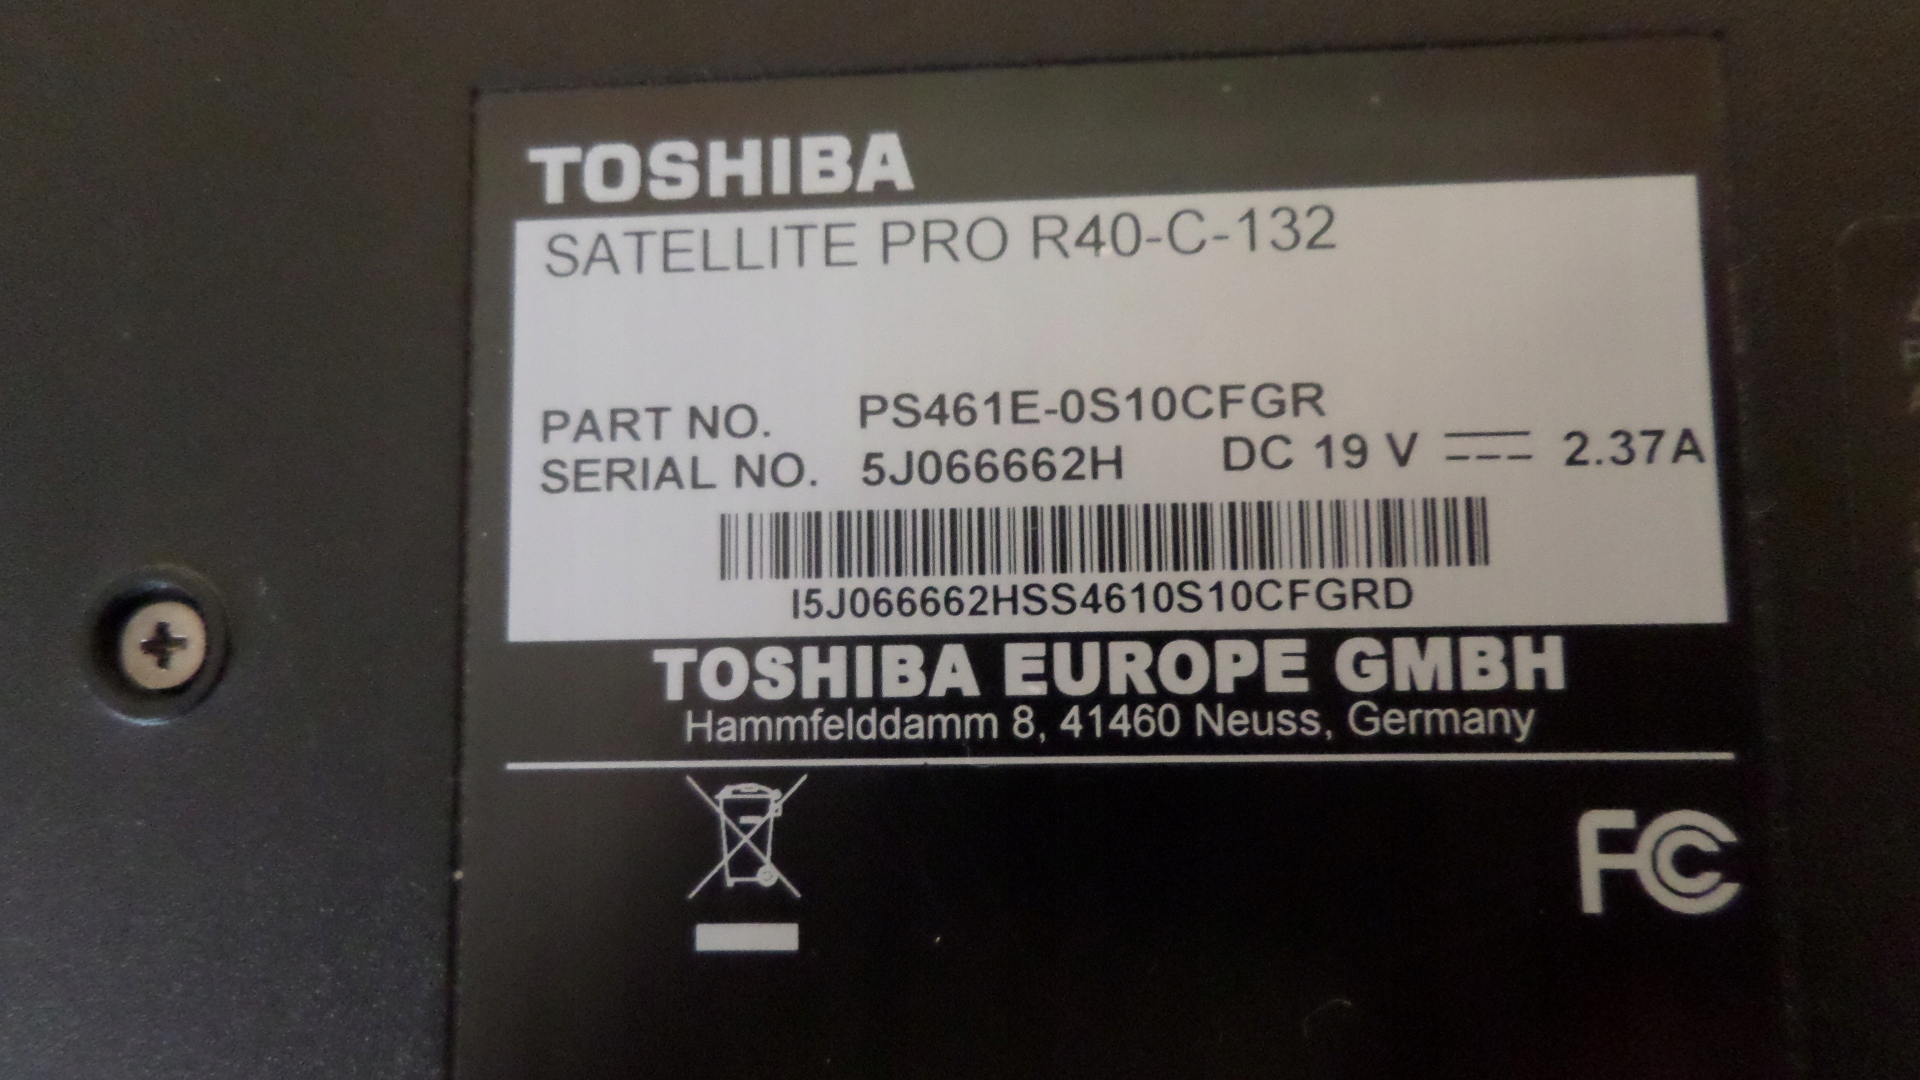 TOSHIBA
SATELLITE PRO R40-C-132
PART NO. PS461E-0S10CFGR
SERIAL NO. 5J066662H DC 19 V 2.37A
I5J066662HSS4610S10CFGRD
TOSHIBA EUROPE GMBH
Hammfelddamm 8, 41460 Neuss, Germany
FC